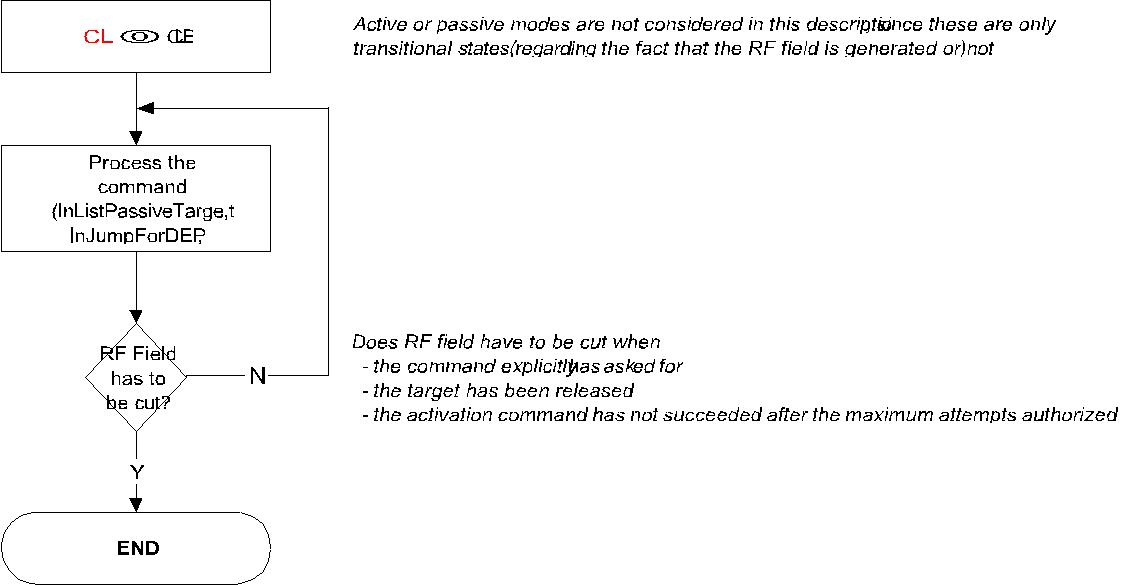 CL
Active or passive modes are not considered in this description since these are only
transitional states (regarding the fact that the RF field is generated or not)
Process the
command
(InListPassiveTarget,
InJumpForDEP,
RF Field
has to
be cut?
N
Does RF field have to be cut when
- the command explicitly has asked for
- the target has been released
- the activation command has not succeeded after the maximum attempts authorized
Y
END